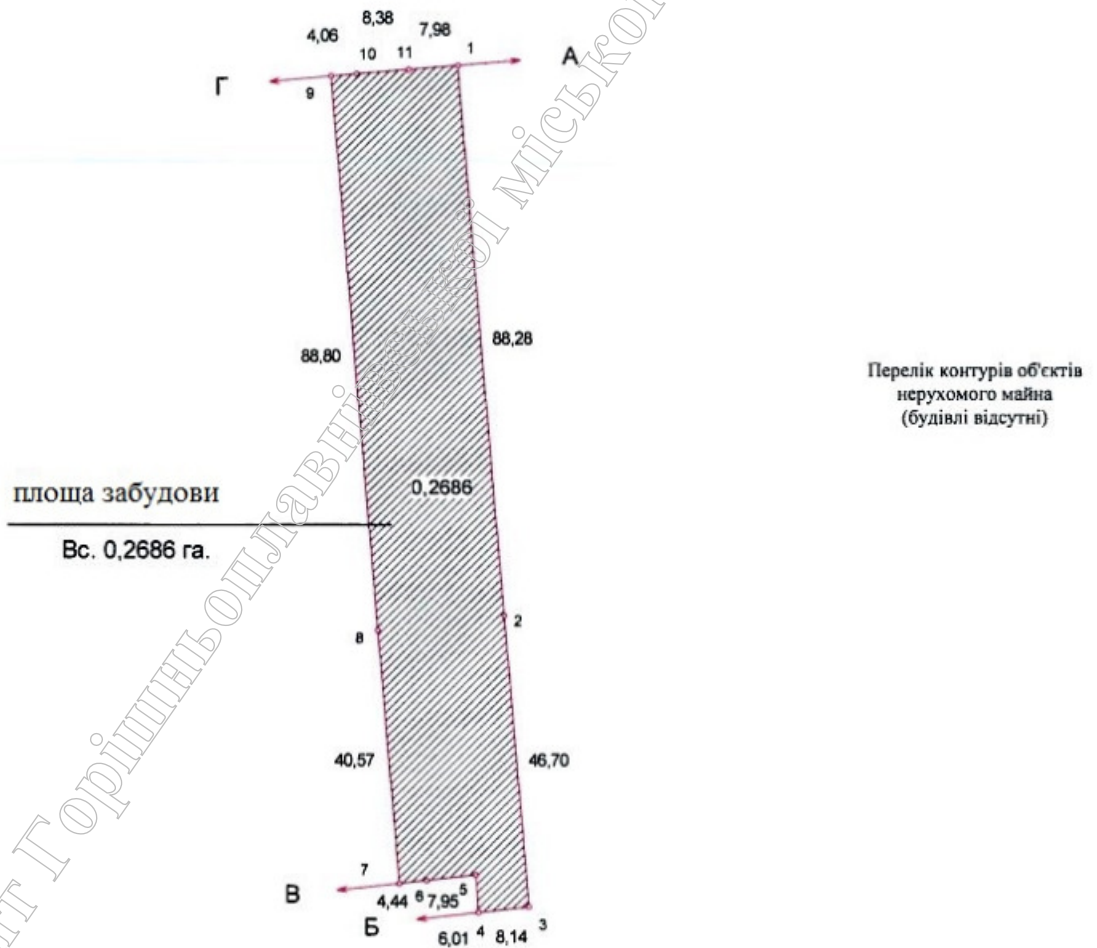 8,38
4,06 7,98
10 11 1
Г А
9
88,80 88,28
Перелік контурів об'єктів
нерухомого майна
(будівлі відсутні)
площа забудови
0,2686
Вс. 0,2686 га.
8 2
40,57 46,70
7
В 4,44 6 7,95 5
Б 6,01 4 8,14 3
Горішньоплавнівської місько